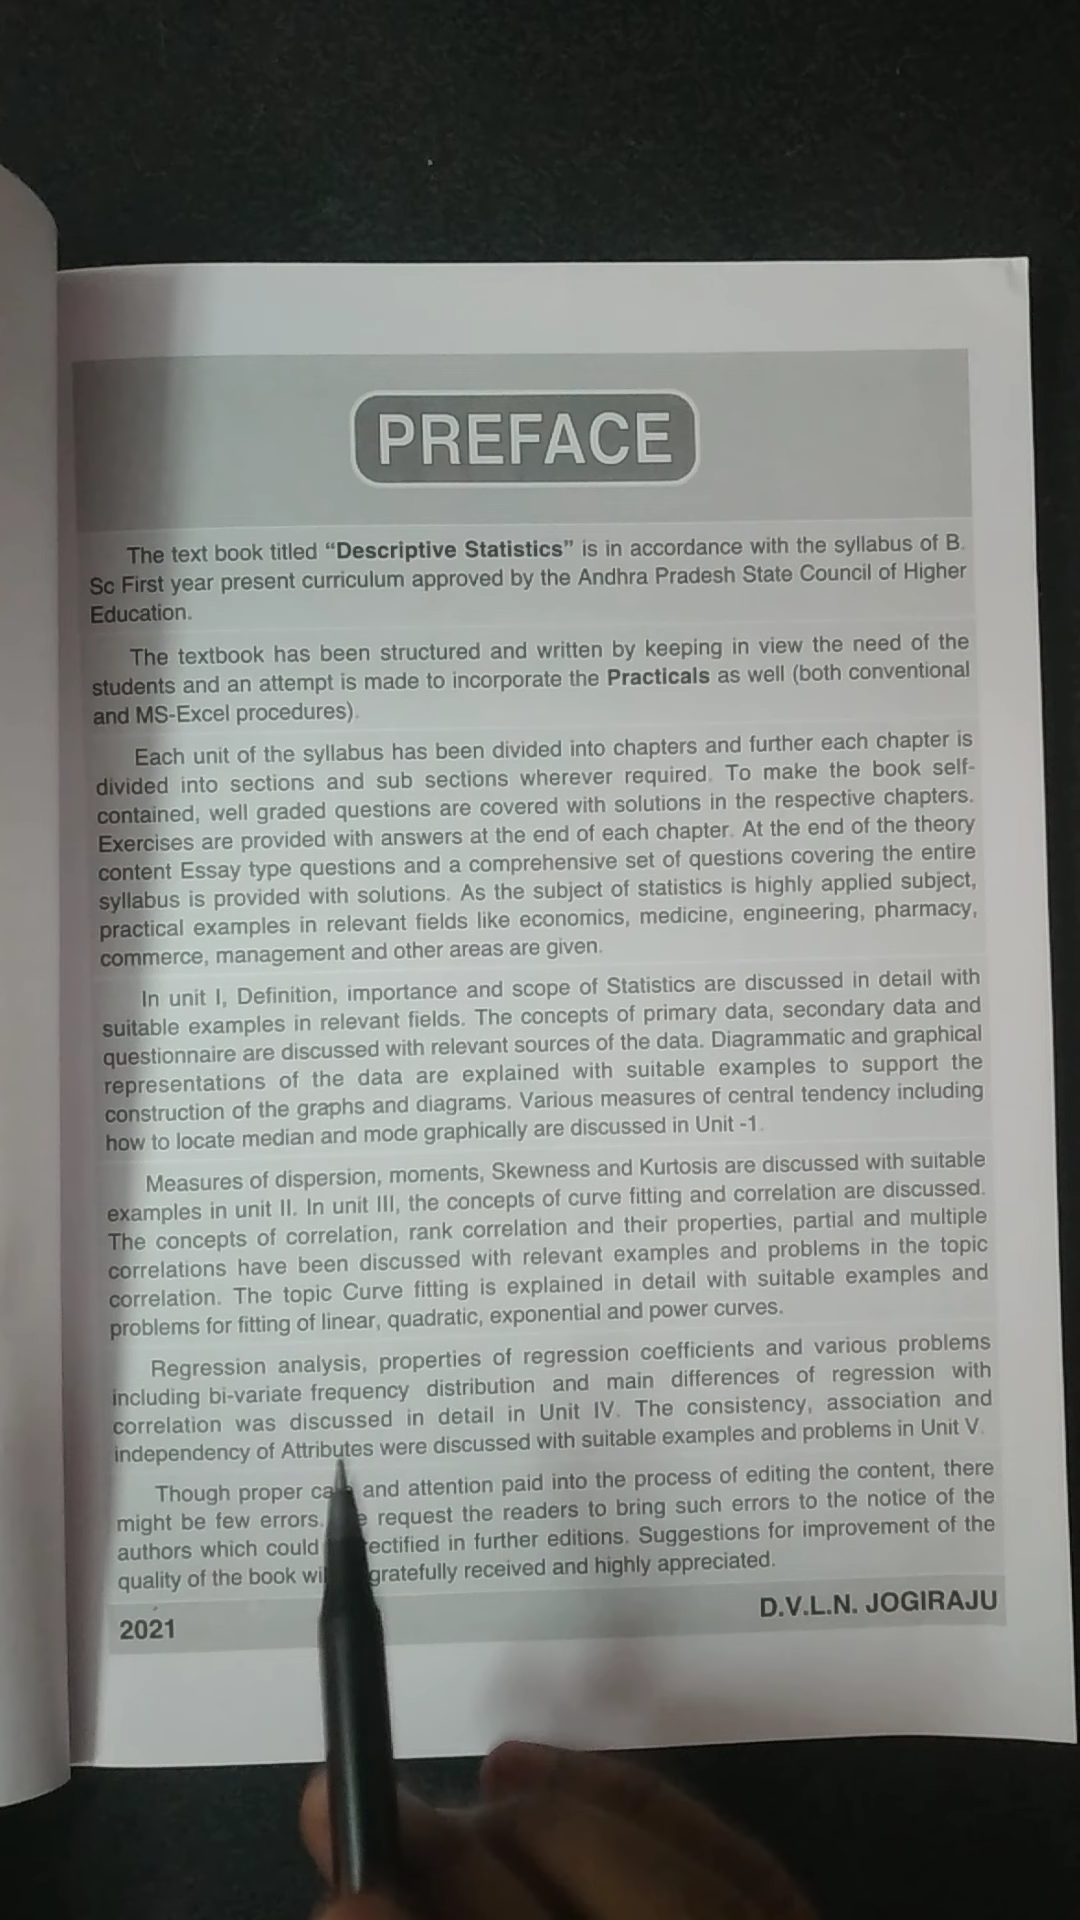 PREFACE
The text book titled “Descriptive Statistics” is in accordance with the syllabus of B.
Sc First year present curriculum approved by the Andhra Pradesh State Council of Higher
Education.
The textbook has been structured and written by keeping in view the need of the
students and an attempt is made to incorporate the Practicals as well (both conventional
and MS-Excel procedures).
Each unit of the syllabus has been divided into chapters and further each chapter is
divided into sections and sub sections wherever required. To make the book self-
contained, well graded questions are covered with solutions in the respective chapters.
Exercises are provided with answers at the end of each chapter. At the end of the theory
content Essay type questions and a comprehensive set of questions covering the entire
syllabus is provided with solutions. As the subject of statistics is highly applied subject,
practical examples in relevant fields like economics, medicine, engineering, pharmacy,
commerce, management and other areas are given.
In unit I, Definition, importance and scope of Statistics are discussed in detail with
suitable examples in relevant fields. The concepts of primary data, secondary data and
questionnaire are discussed with relevant sources of the data. Diagrammatic and graphical
representations of the data are explained with suitable examples to support the
construction of the graphs and diagrams. Various measures of central tendency including
how to locate median and mode graphically are discussed in Unit -1.
Measures of dispersion, moments, Skewness and Kurtosis are discussed with suitable
examples in unit II. In unit III, the concepts of curve fitting and correlation are discussed.
The concepts of correlation, rank correlation and their properties, partial and multiple
correlations have been discussed with relevant examples and problems in the topic
correlation. The topic Curve fitting is explained in detail with suitable examples and
problems for fitting of linear, quadratic, exponential and power curves.
Regression analysis, properties of regression coefficients and various problems
including bi-variate frequency distribution and main differences of regression with
correlation was discussed in detail in Unit IV. The consistency, association and
independency of Attributes were discussed with suitable examples and problems in Unit V.
Though proper and attention paid into the process of editing the content, there
might be few errors. request the readers to bring such errors to the notice of the
authors which could in further editions. Suggestions for improvement of the
quality of the book gratefully received and highly appreciated.
2021
D.V.L.N. JOGIRAJU